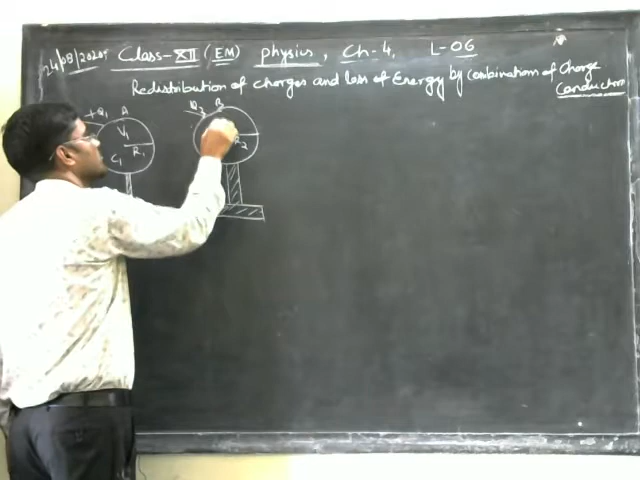 24/08/2020, Class-XII (EM) physics, Ch-4, L-06
Redistribution of charges and loss of Energy by combination of Charge
Conductors
+Q1 A
Q2 B
V1
R1
C1
R2